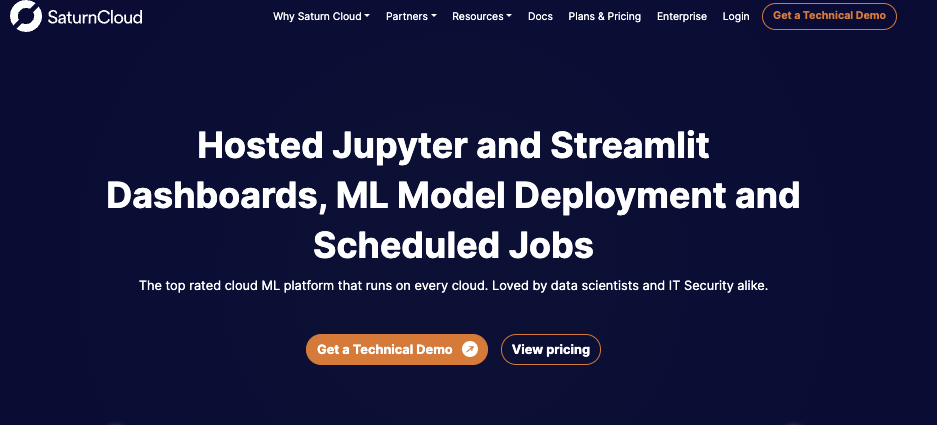 SaturnCloud
Why Saturn Cloud
Partners
Resources
Docs
Plans & Pricing
Enterprise
Login
Get a Technical Demo
Hosted Jupyter and Streamlit
Dashboards, ML Model Deployment and
Scheduled Jobs
The top rated cloud ML platform that runs on every cloud. Loved by data scientists and IT Security alike.
Get a Technical Demo
View pricing